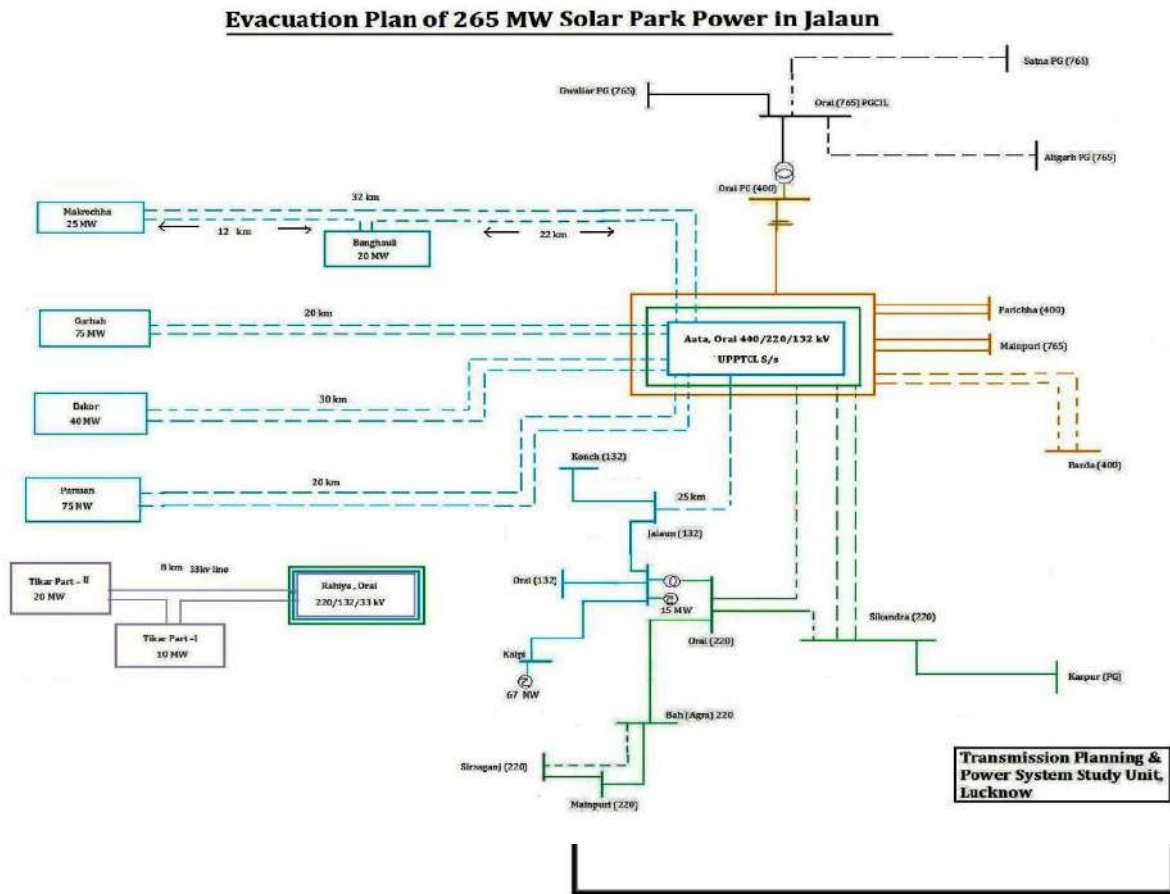 Evacuation Plan of 265 MW Solar Park Power in Jalaun
Satna PG (765)
Gwalior PG (765)
Orai (765) PGCIL
Aligarh PG (765)
Orai PG (400)
32 km
Makrechha
25 MW
12 km
22 km
Banghauli
20 MW
20 km
Gurhah
75 MW
Parichha (400)
Aata, Orai 440/220/132 kV
UPPTCL S/s
Mainpuri (765)
30 km
Dakor
40 MW
Banda (400)
Konch (132)
20 km
Parasan
75 MW
25 km
Jalaun (132)
8 km 33kv line
Tikar Part - II
20 MW
Rahiya, Orai
220/132/33 kV
Orai (132)
15 MW
Tikar Part -I
10 MW
Orai (220)
Sikandra (220)
Kalpi
67 MW
Kanpur (PG)
Bah (Agra) 220
Sirsaganj (220)
Mainpuri (220)
Transmission Planning &
Power System Study Unit,
Lucknow